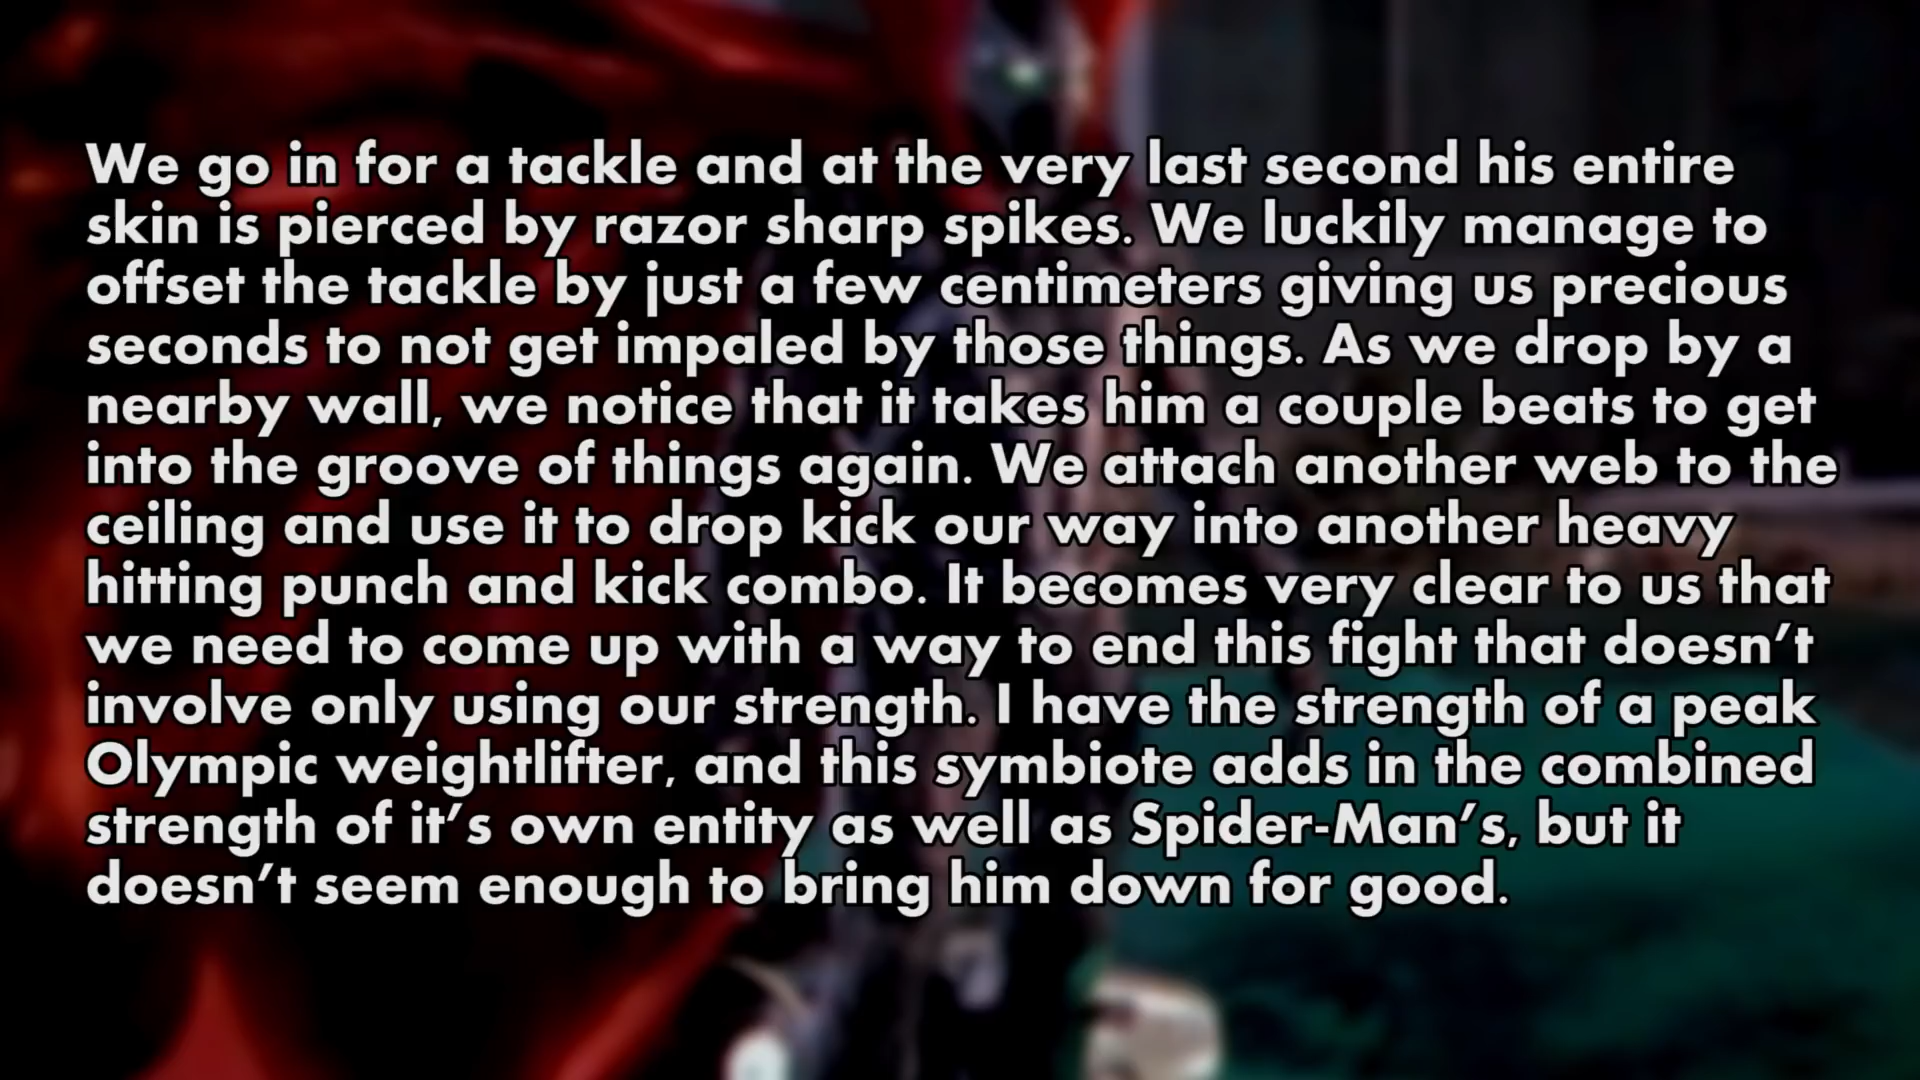 We go in for a tackle and at the very last second his entire
skin is pierced by razor sharp spikes. We luckily manage to
offset the tackle by just a few centimeters giving us precious
seconds to not get impaled by those things. As we drop by a
nearby wall, we notice that it takes him a couple beats to get
into the groove of things again. We attach another web to the
ceiling and use it to drop kick our way into another heavy
hitting punch and kick combo. It becomes very clear to us that
we need to come up with a way to end this fight that doesn’t
involve only using our strength. I have the strength of a peak
Olympic weightlifter, and this symbiote adds in the combined
strength of it’s own entity as well as Spider-Man’s, but it
doesn’t seem enough to bring him down for good.